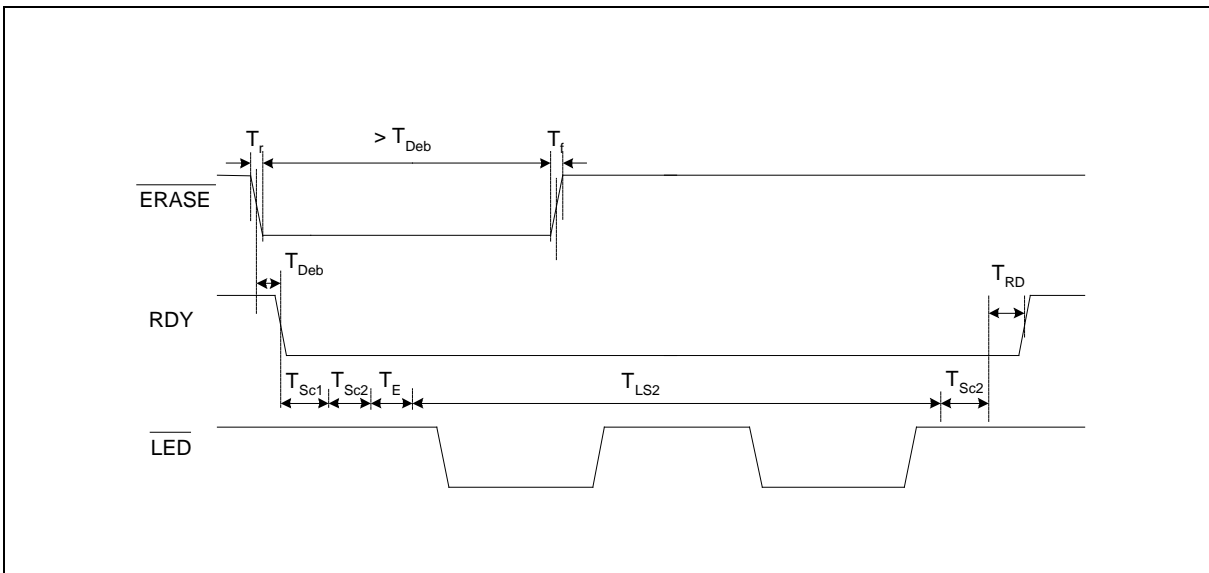 Tr > TDeb Tf
ERASE
TDeb
TRD
RDY
TSc1 TSc2 TE TLS2 TSc2
LED